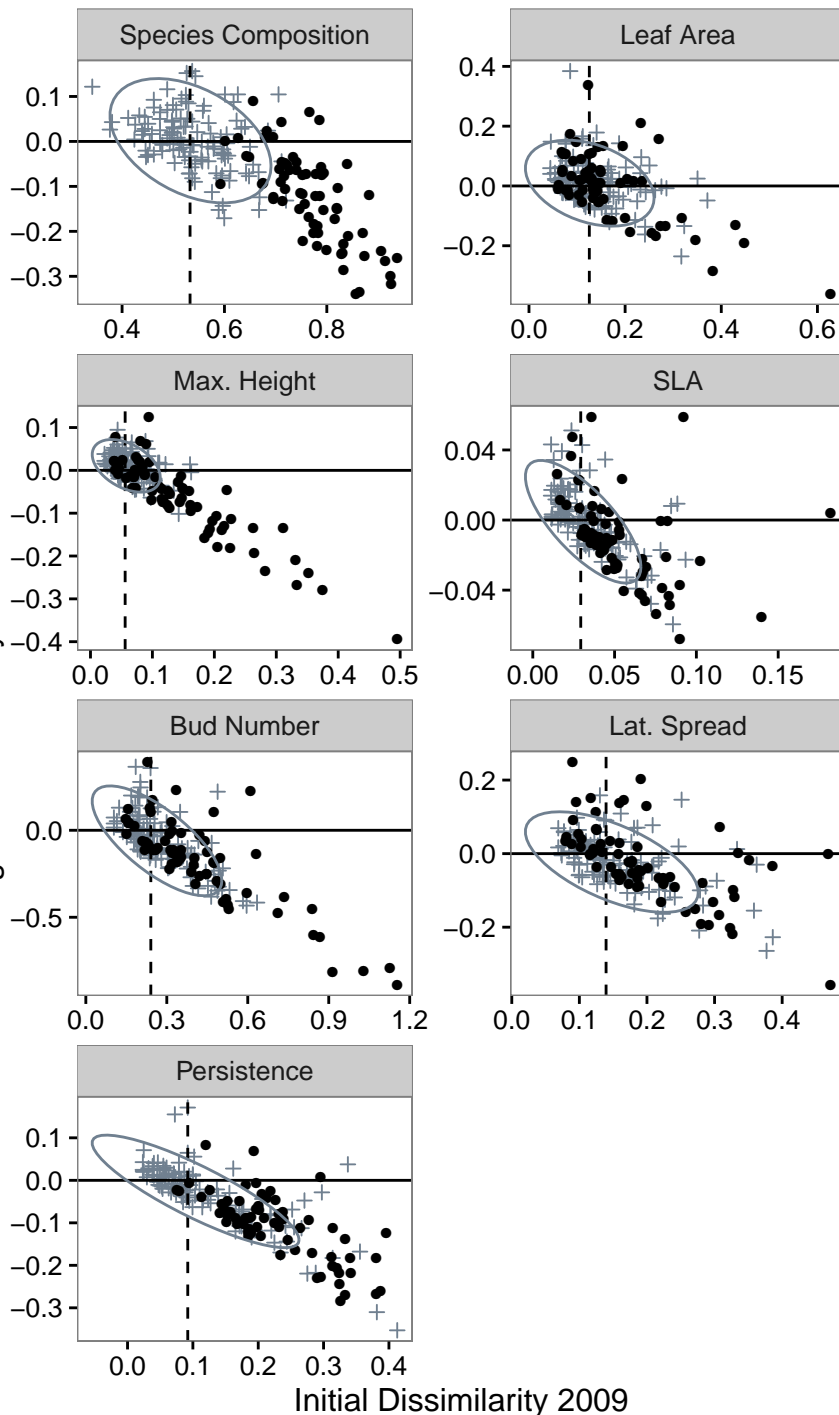 Species Composition
Leaf Area
0.1
0.0
−0.1
−0.2
−0.3
0.4 0.6 0.8
0.4
0.2
0.0
−0.2
0.0 0.2 0.4 0.6
Max. Height
SLA
0.1
0.0
−0.1
−0.2
−0.3
−0.4
0.0 0.1 0.2 0.3 0.4 0.5
0.04
0.00
−0.04
0.00 0.05 0.10 0.15
Bud Number
Lat. Spread
0.0
−0.5
0.0 0.3 0.6 0.9 1.2
0.2
0.0
−0.2
0.0 0.1 0.2 0.3 0.4
Persistence
0.1
0.0
−0.1
−0.2
−0.3
0.0 0.1 0.2 0.3 0.4
Initial Dissimilarity 2009